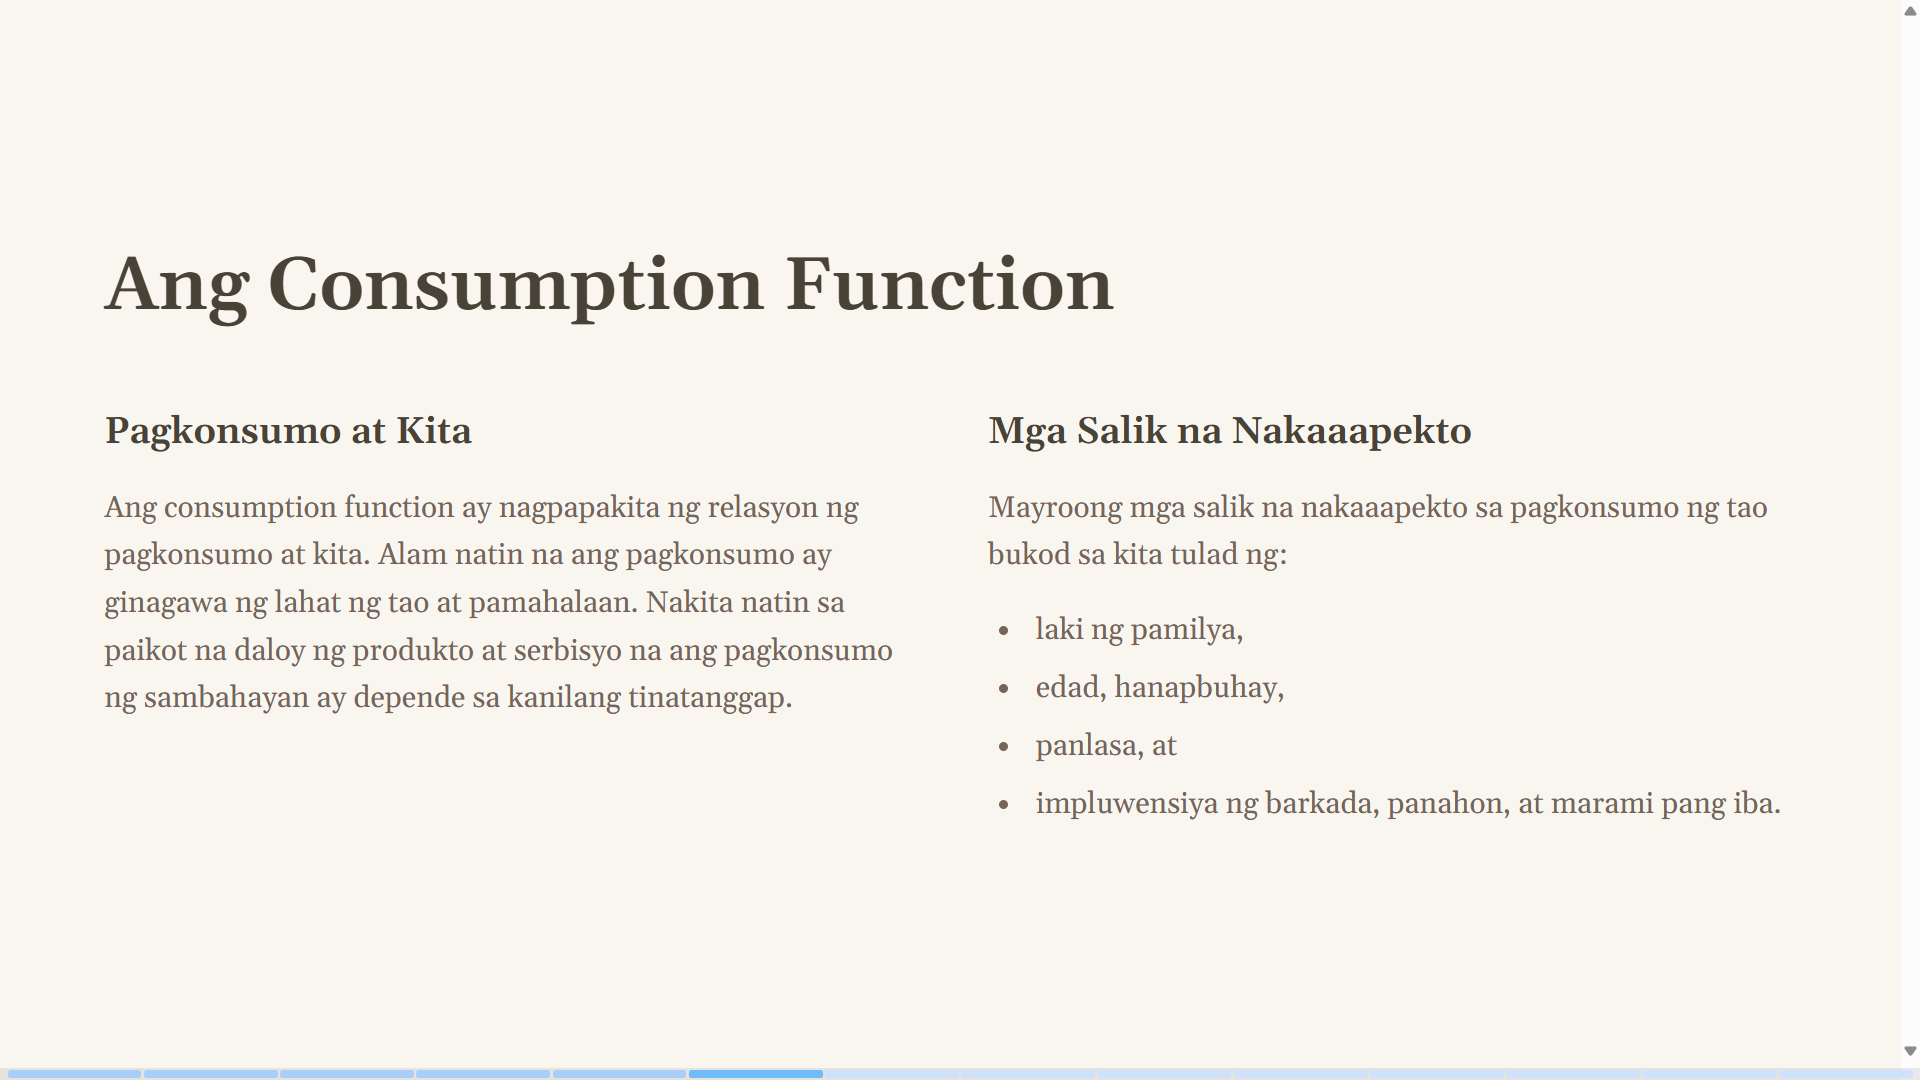 Ang Consumption Function
Pagkonsumo at Kita
Ang consumption function ay nagpapakita ng relasyon ng
pagkonsumo at kita. Alam natin na ang pagkonsumo ay
ginagawa ng lahat ng tao at pamahalaan. Nakita natin sa
paikot na daloy ng produkto at serbisyo na ang pagkonsumo
ng sambahayan ay depende sa kanilang tinatanggap.
Mga Salik na Nakaaapekto
Mayroong mga salik na nakaaapekto sa pagkonsumo ng tao
bukod sa kita tulad ng:
• laki ng pamilya,
• edad, hanapbuhay,
• panlasa, at
• impluwensiya ng barkada, panahon, at marami pang iba.